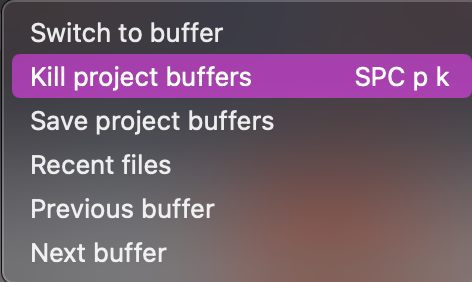 Switch to buffer
Kill project buffers SPC p k
Save project buffers
Recent files
Previous buffer
Next buffer